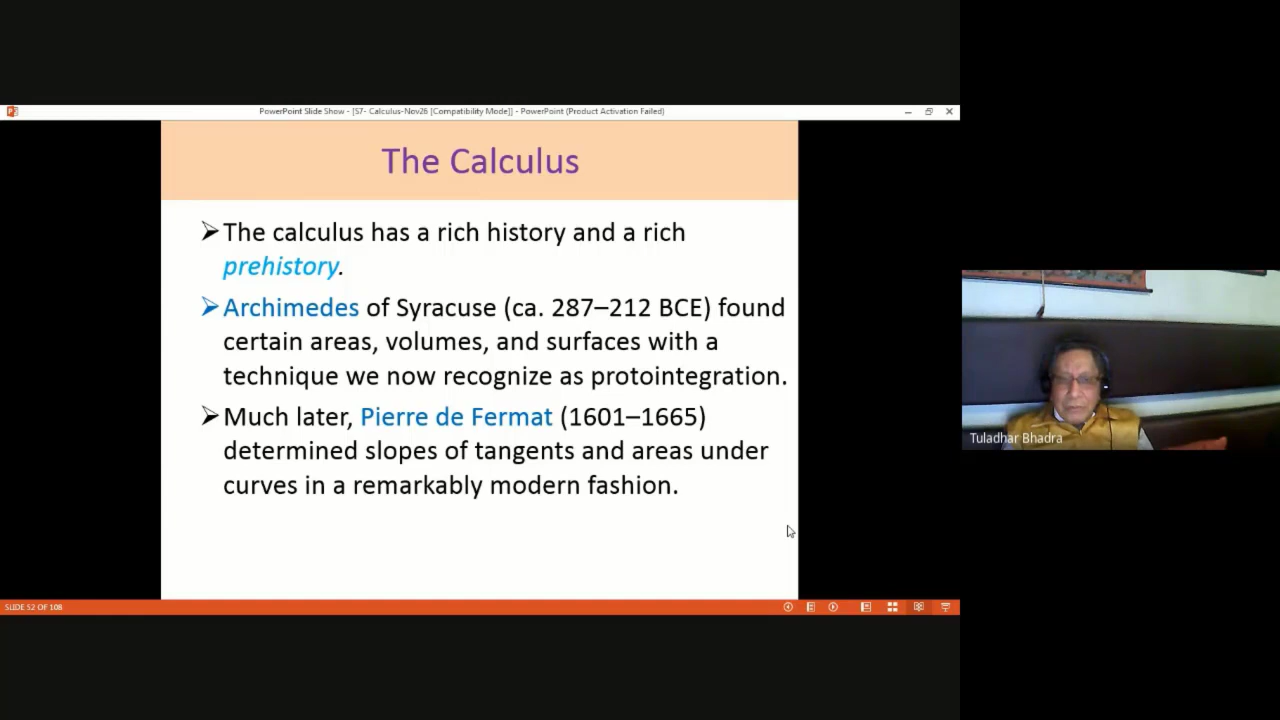 PowerPoint Slide Show - [S7- Calculus-Nov26 [Compatibility Mode]] - PowerPoint (Product Activation Failed)
The Calculus
The calculus has a rich history and a rich
prehistory.
Archimedes of Syracuse (ca. 287–212 BCE) found
certain areas, volumes, and surfaces with a
technique we now recognize as protointegration.
Much later, Pierre de Fermat (1601–1665)
determined slopes of tangents and areas under
curves in a remarkably modern fashion.
SLIDE 52 OF 108
Tuladhar Bhadra